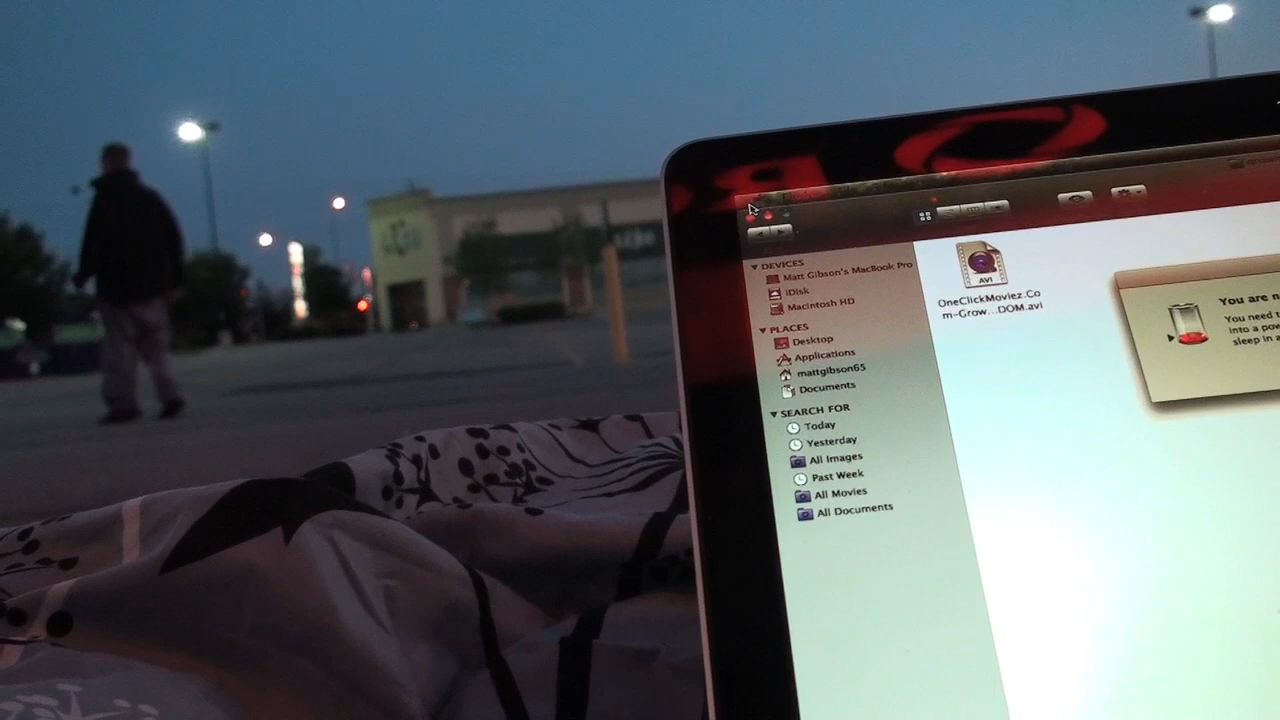 DEVICES
Matt Gibson's MacBook Pro
iDisk
Macintosh HD
PLACES
Desktop
Applications
mattgibson65
Documents
SEARCH FOR
Today
Yesterday
All Images
Past Week
All Movies
All Documents
AVI
OneClickMoviez.Co
m-Grow...DOM.avi
You are
You need
into a
sleep in a